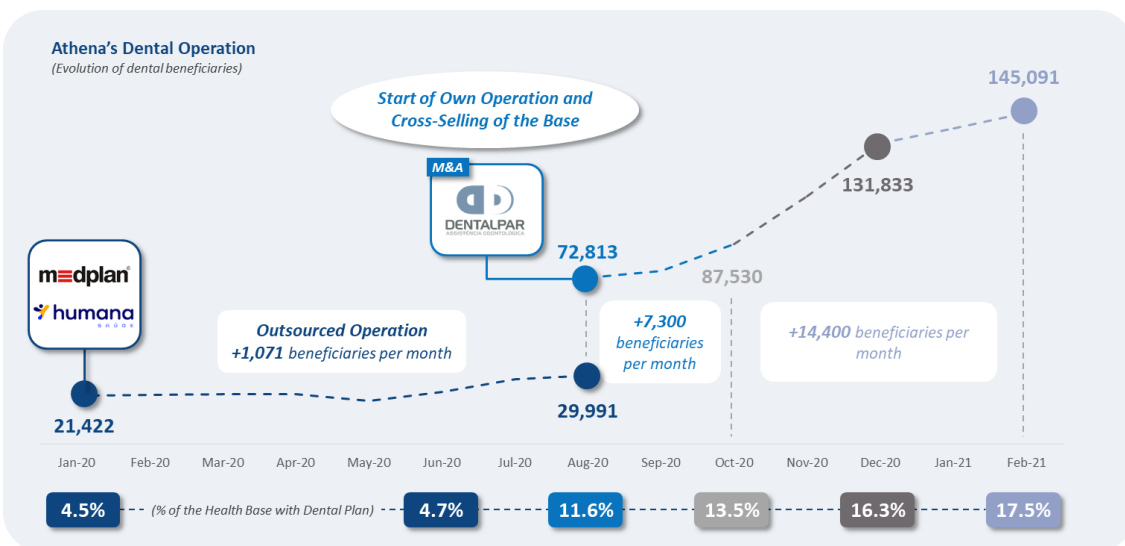 Athena's Dental Operation
(Evolution of dental beneficiaries)
145,091
Start of Own Operation and
Cross-Selling of the Base
M&A
DENTALPAR
ASSISTÊNCIA ODONTOLÓGICA
131,833
72,813
87,530
medplan
humana
saúde
Outsourced Operation
+1,071 beneficiaries per month
+7,300
beneficiaries
per month
+14,400 beneficiaries per
month
29,991
21,422
Jan-20 Feb-20 Mar-20 Apr-20 May-20 Jun-20 Jul-20 Aug-20 Sep-20 Oct-20 Nov-20 Dec-20 Jan-21 Feb-21
4.5% (% of the Health Base with Dental Plan) 4.7% 11.6% 13.5% 16.3% 17.5%